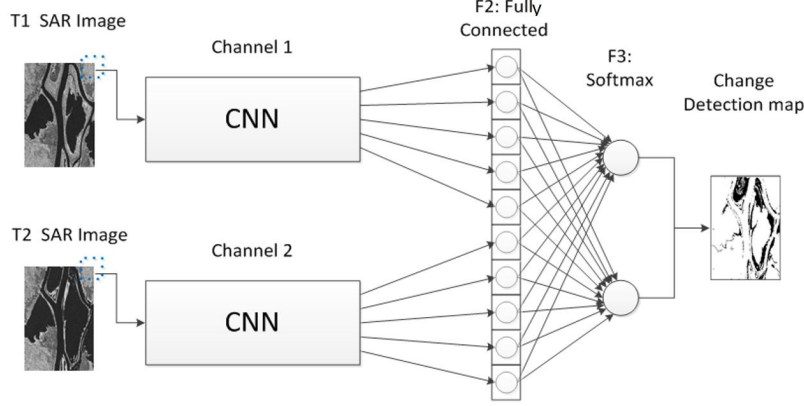 T1 SAR Image
Channel 1
CNN
F2: Fully
Connected
F3:
Softmax
Change
Detection map
T2 SAR Image
Channel 2
CNN